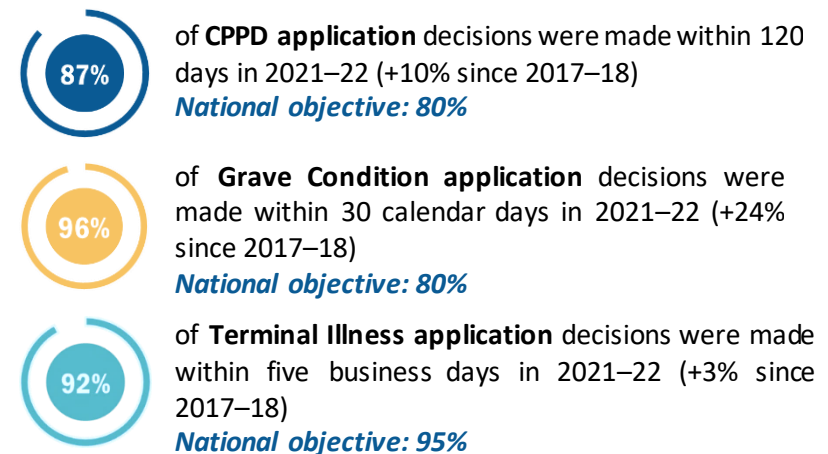 87%
of CPPD application decisions were made within 120
days in 2021–22 (+10% since 2017–18)
National objective: 80%
96%
of Grave Condition application decisions were
made within 30 calendar days in 2021–22 (+24%
since 2017–18)
National objective: 80%
92%
of Terminal Illness application decisions were made
within five business days in 2021–22 (+3% since
2017–18)
National objective: 95%